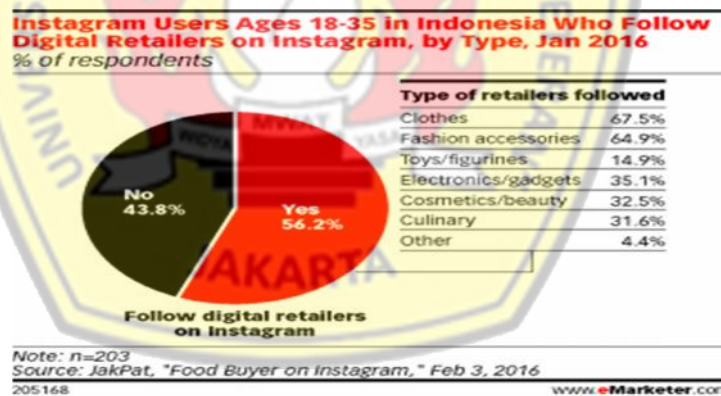 Instagram Users Ages 18-35 in Indonesia Who Follow
Digital Retailers on Instagram, by Type, Jan 2016
% of respondents
Type of retailers followed
Clothes 67.5%
Fashion accessories 64.9%
Toys/figurines 14.9%
Electronics/gadgets 35.1%
Cosmetics/beauty 32.5%
Culinary 31.6%
Other 4.4%
No
43.8%
Yes
56.2%
Follow digital retailers
on Instagram
JAKARTA
Note: n=203
Source: JakPat, "Food Buyer on Instagram," Feb 3, 2016
205168
www.eMarketer.com